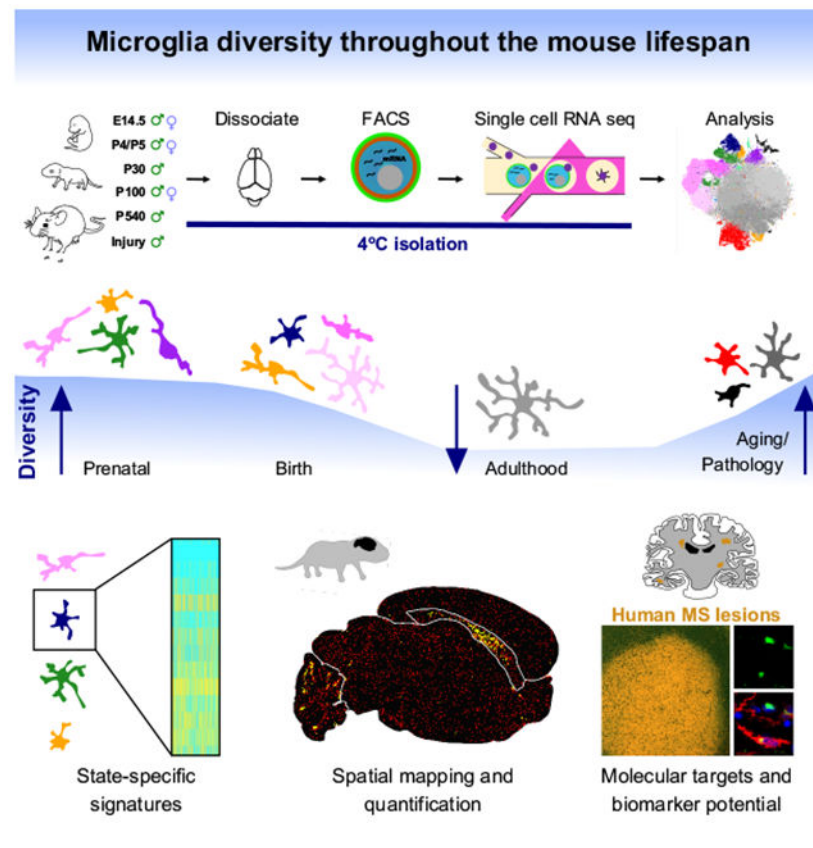 Microglia diversity throughout the mouse lifespan
E14.5 ♂♀
P4/P5 ♂♀
P30 ♂
P100 ♂♀
P540 ♂
Injury ♂
Dissociate
FACS
mRNA
Single cell RNA seq
Analysis
4ºC isolation
Diversity
Prenatal
Birth
Adulthood
Aging/
Pathology
Human MS lesions
State-specific
signatures
Spatial mapping and
quantification
Molecular targets and
biomarker potential